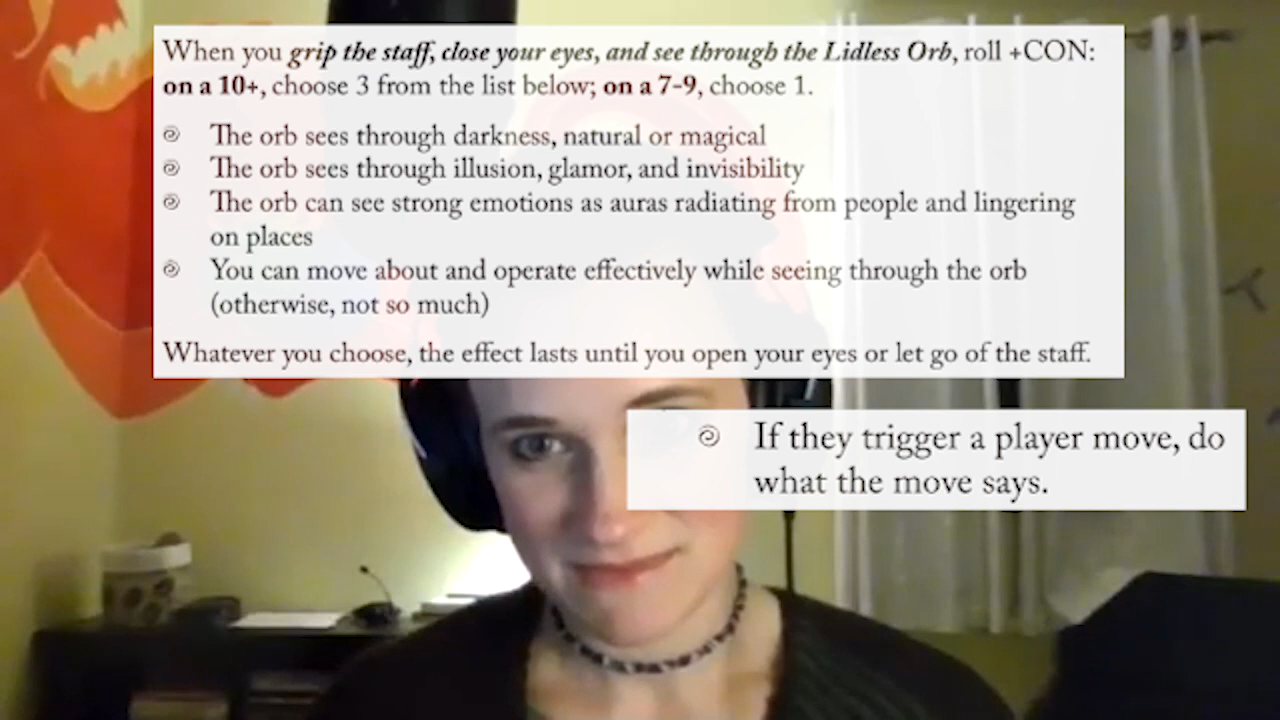 When you grip the staff, close your eyes, and see through the Lidless Orb, roll +CON:
on a 10+, choose 3 from the list below; on a 7-9, choose 1.
The orb sees through darkness, natural or magical
The orb sees through illusion, glamor, and invisibility
The orb can see strong emotions as auras radiating from people and lingering
on places
You can move about and operate effectively while seeing through the orb
(otherwise, not so much)
Whatever you choose, the effect lasts until you open your eyes or let go of the staff.
If they trigger a player move, do
what the move says.